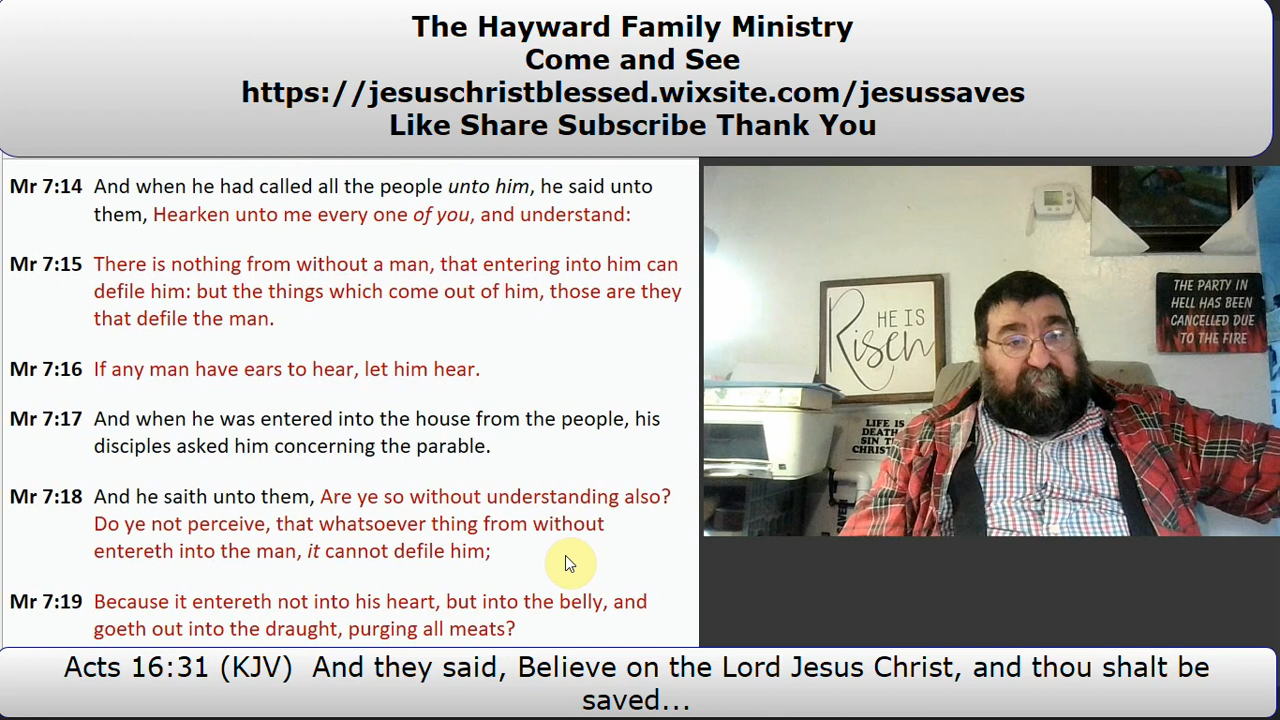 The Hayward Family Ministry
Come and See
https://jesuschristblessed.wixsite.com/jesussaves
Like Share Subscribe Thank You
Mr 7:14 And when he had called all the people unto him, he said unto
them, Hearken unto me every one of you, and understand:
Mr 7:15 There is nothing from without a man, that entering into him can
defile him: but the things which come out of him, those are they
that defile the man.
Mr 7:16 If any man have ears to hear, let him hear.
Mr 7:17 And when he was entered into the house from the people, his
disciples asked him concerning the parable.
Mr 7:18 And he saith unto them, Are ye so without understanding also?
Do ye not perceive, that whatsoever thing from without
entereth into the man, it cannot defile him;
Mr 7:19 Because it entereth not into his heart, but into the belly, and
goeth out into the draught, purging all meats?
HE IS
Risen
THE PARTY IN
HELL HAS BEEN
CANCELLED DUE
TO THE FIRE
LIFE IS
DEATH
SIN
CHRIST
Acts 16:31 (KJV) And they said, Believe on the Lord Jesus Christ, and thou shalt be
saved...